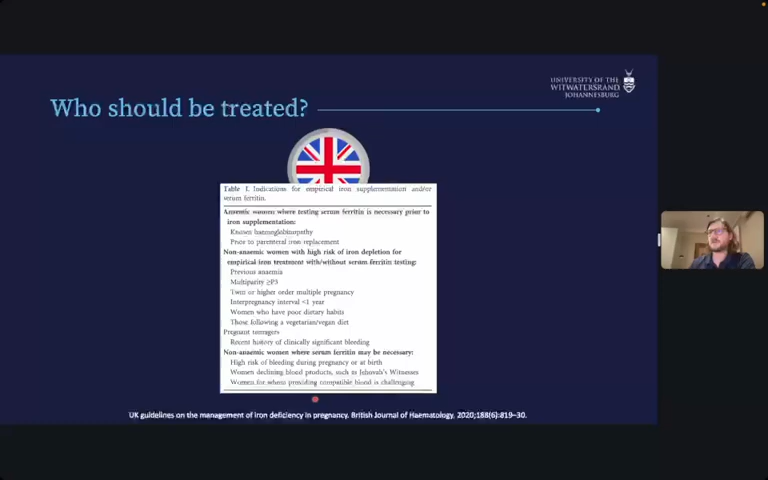 UNIVERSITY OF THE
WITWATERSRAND
JOHANNESBURG
Who should be treated?
Table I. Indications for empirical iron supplementation and/or
serum ferritin.
Anaemic women where testing serum ferritin is necessary prior to
iron supplementation:
Known haemoglobinopathy
Prior to parenteral iron replacement
Non-anaemic women with high risk of iron depletion for
empirical iron treatment with/without serum ferritin testing:
Previous anaemia
Multiparity ≥P3
Twin or higher order multiple pregnancy
Interpregnancy interval <1 year
Women who have poor dietary habits
Those following a vegetarian/vegan diet
Pregnant teenagers
Recent history of clinically significant bleeding
Non-anaemic women where serum ferritin may be necessary:
High risk of bleeding during pregnancy or at birth
Women declining blood products, such as Jehovah's Witnesses
Women for whom providing compatible blood is challenging
UK guidelines on the management of iron deficiency in pregnancy. British Journal of Haematology. 2020;188(6):819–30.